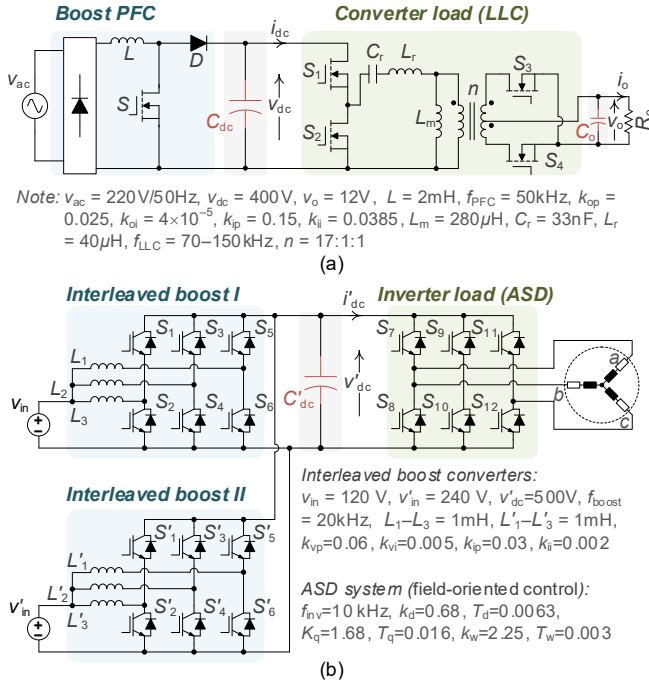 Boost PFC
Converter load (LLC)
i_dc
L
D
C_r
L_r
S_1
S_3
v_ac
S
C_dc
v_dc
S_2
L_m
n
S_4
i_o
C_o
v_o
R_o
Note: v_ac = 220V/50Hz, v_dc = 400V, v_o = 12V, L = 2mH, f_PFC = 50kHz, k_op
= 0.025, k_oi = 4×10⁻⁵, k_ip = 0.15, k_ii = 0.0385, L_m = 280μH, C_r = 33nF, L_r
= 40μH, f_LLC = 70–150kHz, n = 17:1:1
(a)
Interleaved boost I
i'_dc
Inverter load (ASD)
S_1
S_3
S_5
S_7
S_9
S_11
L_1
L_2
L_3
v_in
S_2
S_4
S_6
C'_dc
v'_dc
S_8
S_10
S_12
a
b
c
Interleaved boost II
S'_1
S'_3
S'_5
L'_1
L'_2
L'_3
v'_in
S'_2
S'_4
S'_6
Interleaved boost converters:
v_in = 120 V, v'_in = 240 V, v'_dc=500V, f_boost
= 20kHz, L_1–L_3 = 1mH, L'_1–L'_3 = 1mH,
k_vp=0.06, k_vi=0.005, k_ip=0.03, k_ii=0.002
ASD system (field-oriented control):
f_inv=10 kHz, k_d=0.68, T_d=0.0063,
K_q=1.68, T_q=0.016, k_w=2.25, T_w=0.003
(b)